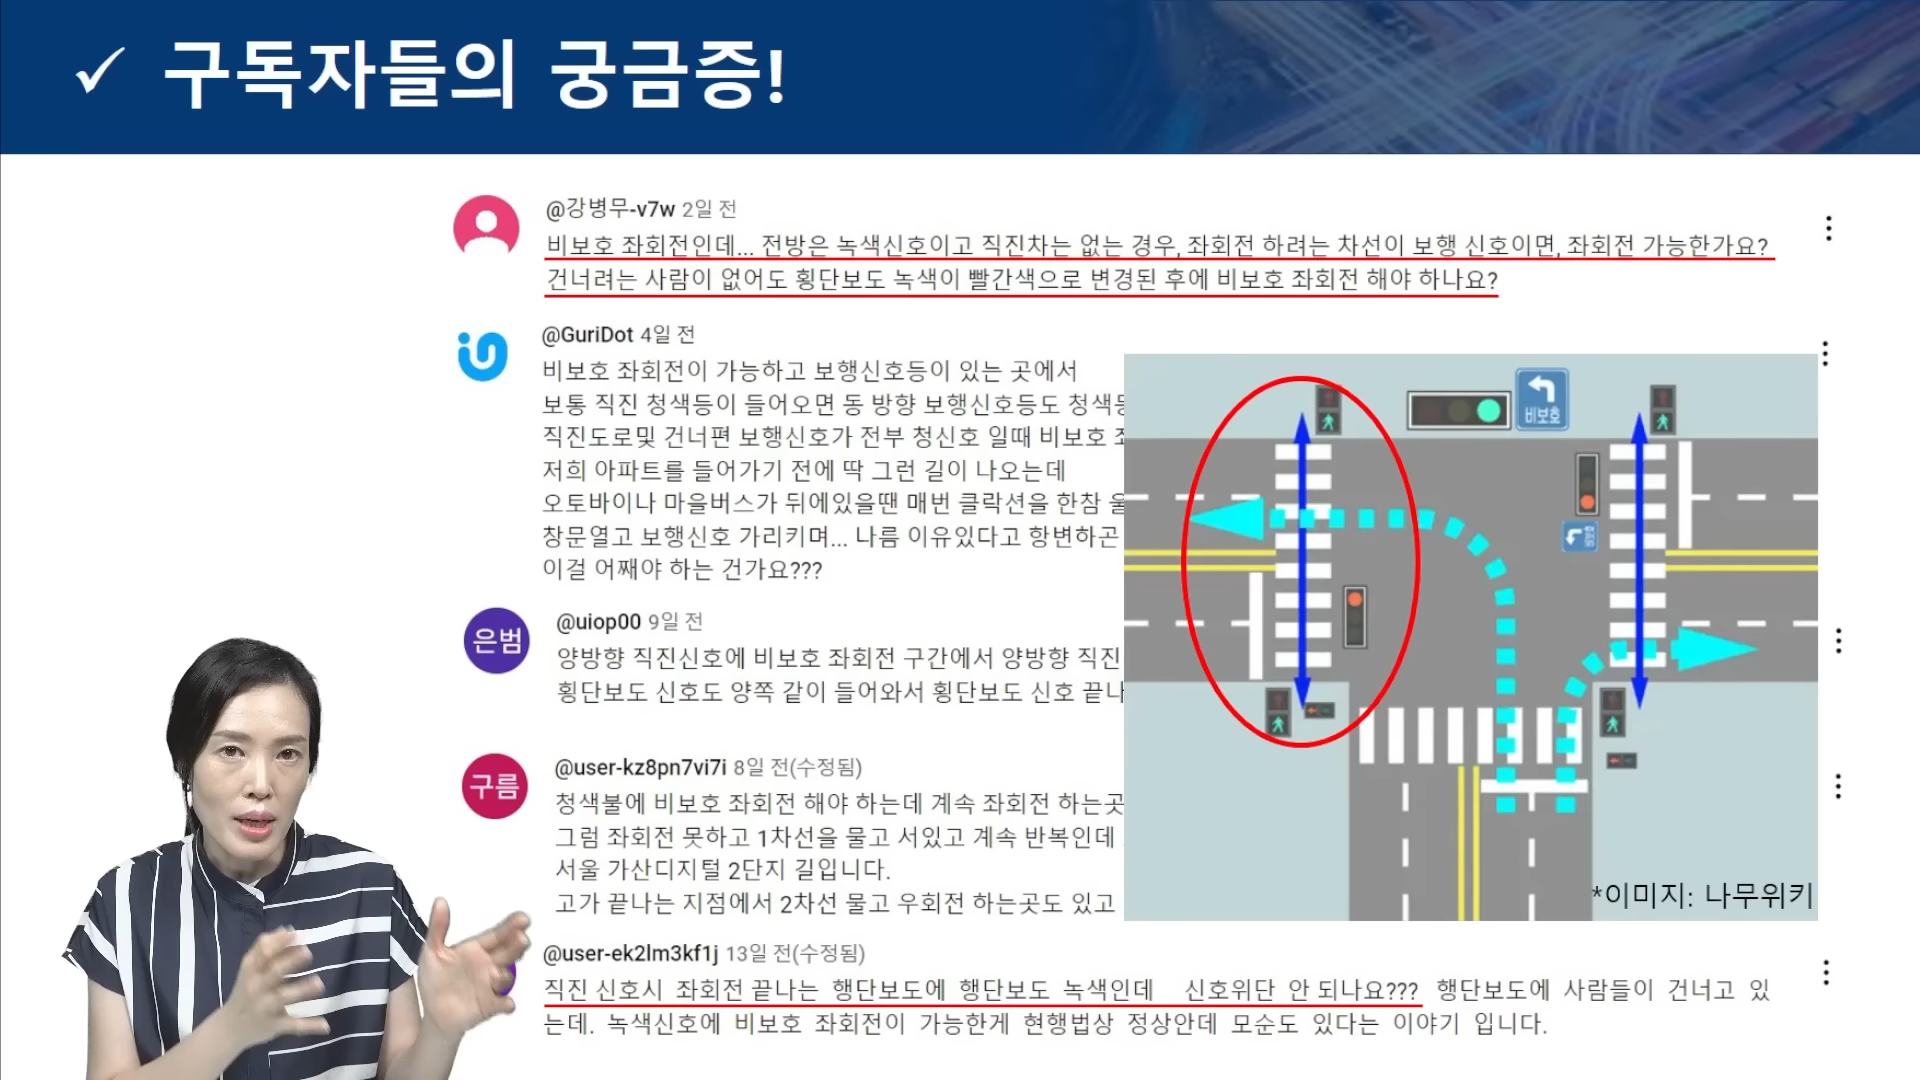 ✓ 구독자들의 궁금증!
@강병무-v7w 2일 전
비보호 좌회전인데... 전방은 녹색신호이고 직진차는 없는 경우, 좌회전 하려는 차선이 보행 신호이면, 좌회전 가능한가요?
건너려는 사람이 없어도 횡단보도 녹색이 빨간색으로 변경된 후에 비보호 좌회전 해야 하나요?
@GuriDot 4일 전
비보호 좌회전이 가능하고 보행신호등이 있는 곳에서
보통 직진 청색등이 들어오면 동 방향 보행신호등도 청색
직진도로및 건너편 보행신호가 전부 청신호 일때 비보호
저희 아파트를 들어가기 전에 딱 그런 길이 나오는데
오토바이나 마을버스가 뒤에있을땐 매번 클락션을 한참
창문열고 보행신호 가리키며... 나름 이유있다고 항변하곤
이걸 어째야 하는 건가요???
비보호
은범
@uiop00 9일 전
양방향 직진신호에 비보호 좌회전 구간에서 양방향 직진
횡단보도 신호도 양쪽 같이 들어와서 횡단보도 신호 끝나
구름
@user-kz8pn7vi7i 8일 전(수정됨)
청색불에 비보호 좌회전 해야 하는데 계속 좌회전 하는곳
그럼 좌회전 못하고 1차선을 물고 서있고 계속 반복인데
서울 가산디지털 2단지 길입니다.
고가 끝나는 지점에서 2차선 물고 우회전 하는곳도 있고
*이미지: 나무위키
@user-ek2lm3kf1j 13일 전(수정됨)
직진 신호시 좌회전 끝나는 행단보도에 행단보도 녹색인데 신호위단 안 되나요??? 행단보도에 사람들이 건너고 있
는데. 녹색신호에 비보호 좌회전이 가능한게 현행법상 정상안데 모순도 있다는 이야기 입니다.